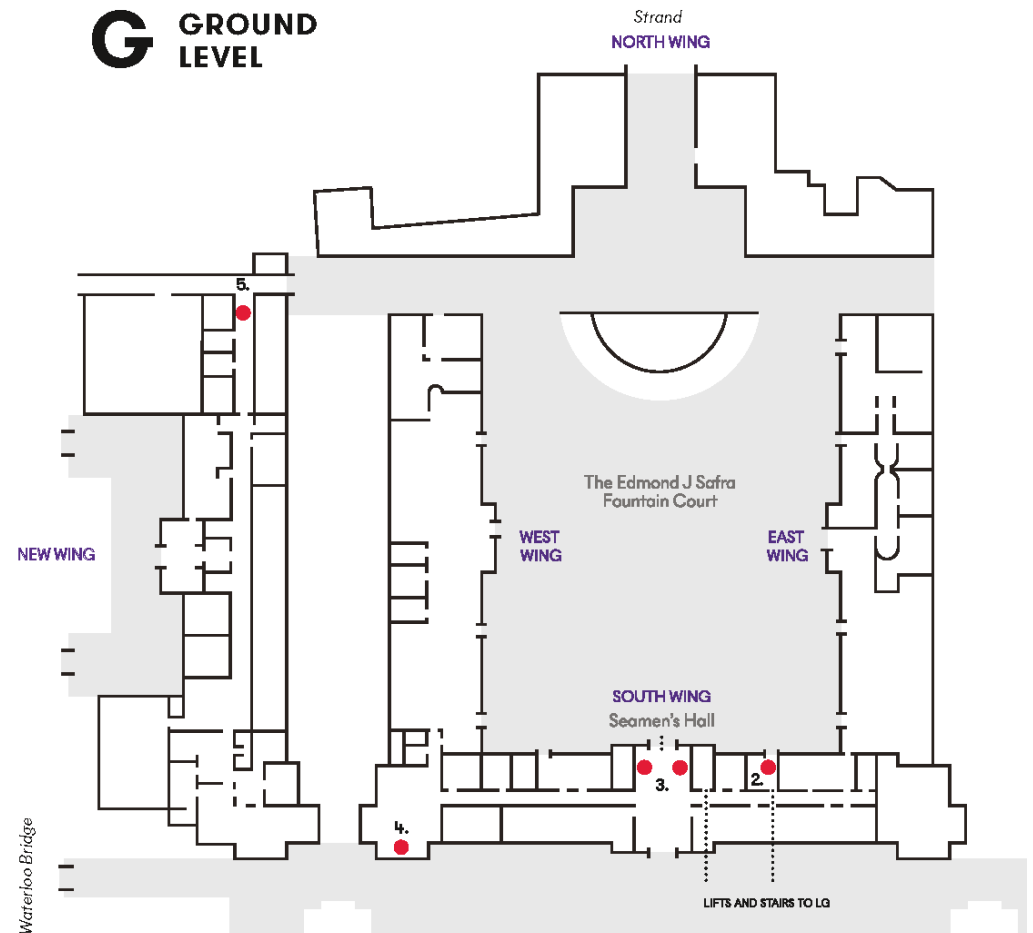 G GROUND
LEVEL
Strand
NORTH WING
5.
The Edmond J Safra
Fountain Court
NEW WING
WEST
WING
EAST
WING
SOUTH WING
Seamen's Hall
2.
3.
4.
Waterloo Bridge
LIFTS AND STAIRS TO LG